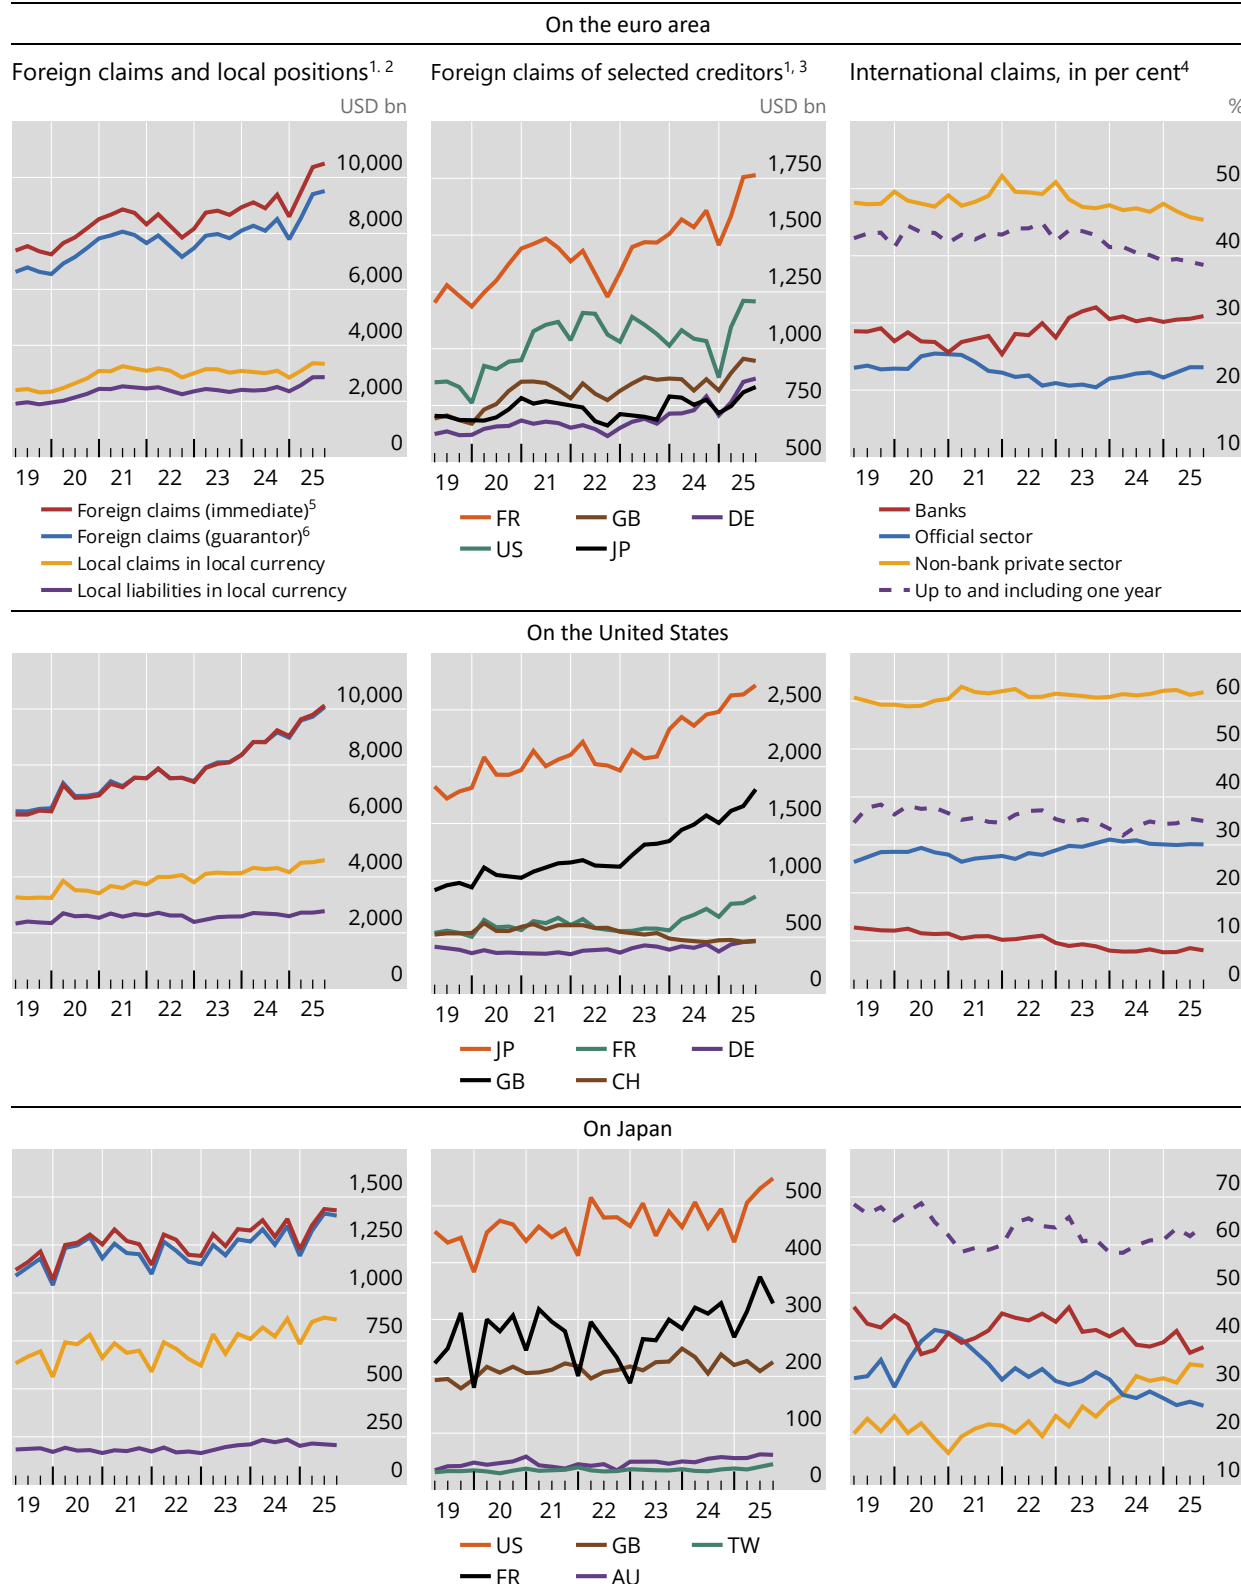 On the euro area
Foreign claims and local positions1, 2
Foreign claims of selected creditors1, 3
International claims, in per cent4
USD bn
USD bn
%
10,000
8,000
6,000
4,000
2,000
0
19 20 21 22 23 24 25
1,750
1,500
1,250
1,000
750
500
19 20 21 22 23 24 25
50
40
30
20
10
19 20 21 22 23 24 25
Foreign claims (immediate)5
Foreign claims (guarantor)6
Local claims in local currency
Local liabilities in local currency
FR GB DE
US JP
Banks
Official sector
Non-bank private sector
Up to and including one year
On the United States
10,000
8,000
6,000
4,000
2,000
0
19 20 21 22 23 24 25
2,500
2,000
1,500
1,000
500
0
19 20 21 22 23 24 25
60
50
40
30
20
10
0
19 20 21 22 23 24 25
JP FR DE
GB CH
On Japan
1,500
1,250
1,000
750
500
250
0
19 20 21 22 23 24 25
500
400
300
200
100
0
19 20 21 22 23 24 25
70
60
50
40
30
20
10
19 20 21 22 23 24 25
US GB TW
FR AU